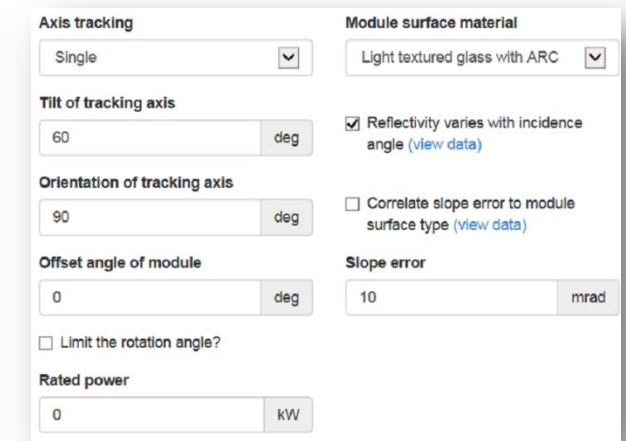 Axis tracking
Single
Tilt of tracking axis
60 deg
Orientation of tracking axis
90 deg
Offset angle of module
0 deg
Limit the rotation angle?
Rated power
0 kW
Module surface material
Light textured glass with ARC
Reflectivity varies with incidence
angle (view data)
Correlate slope error to module
surface type (view data)
Slope error
10 mrad